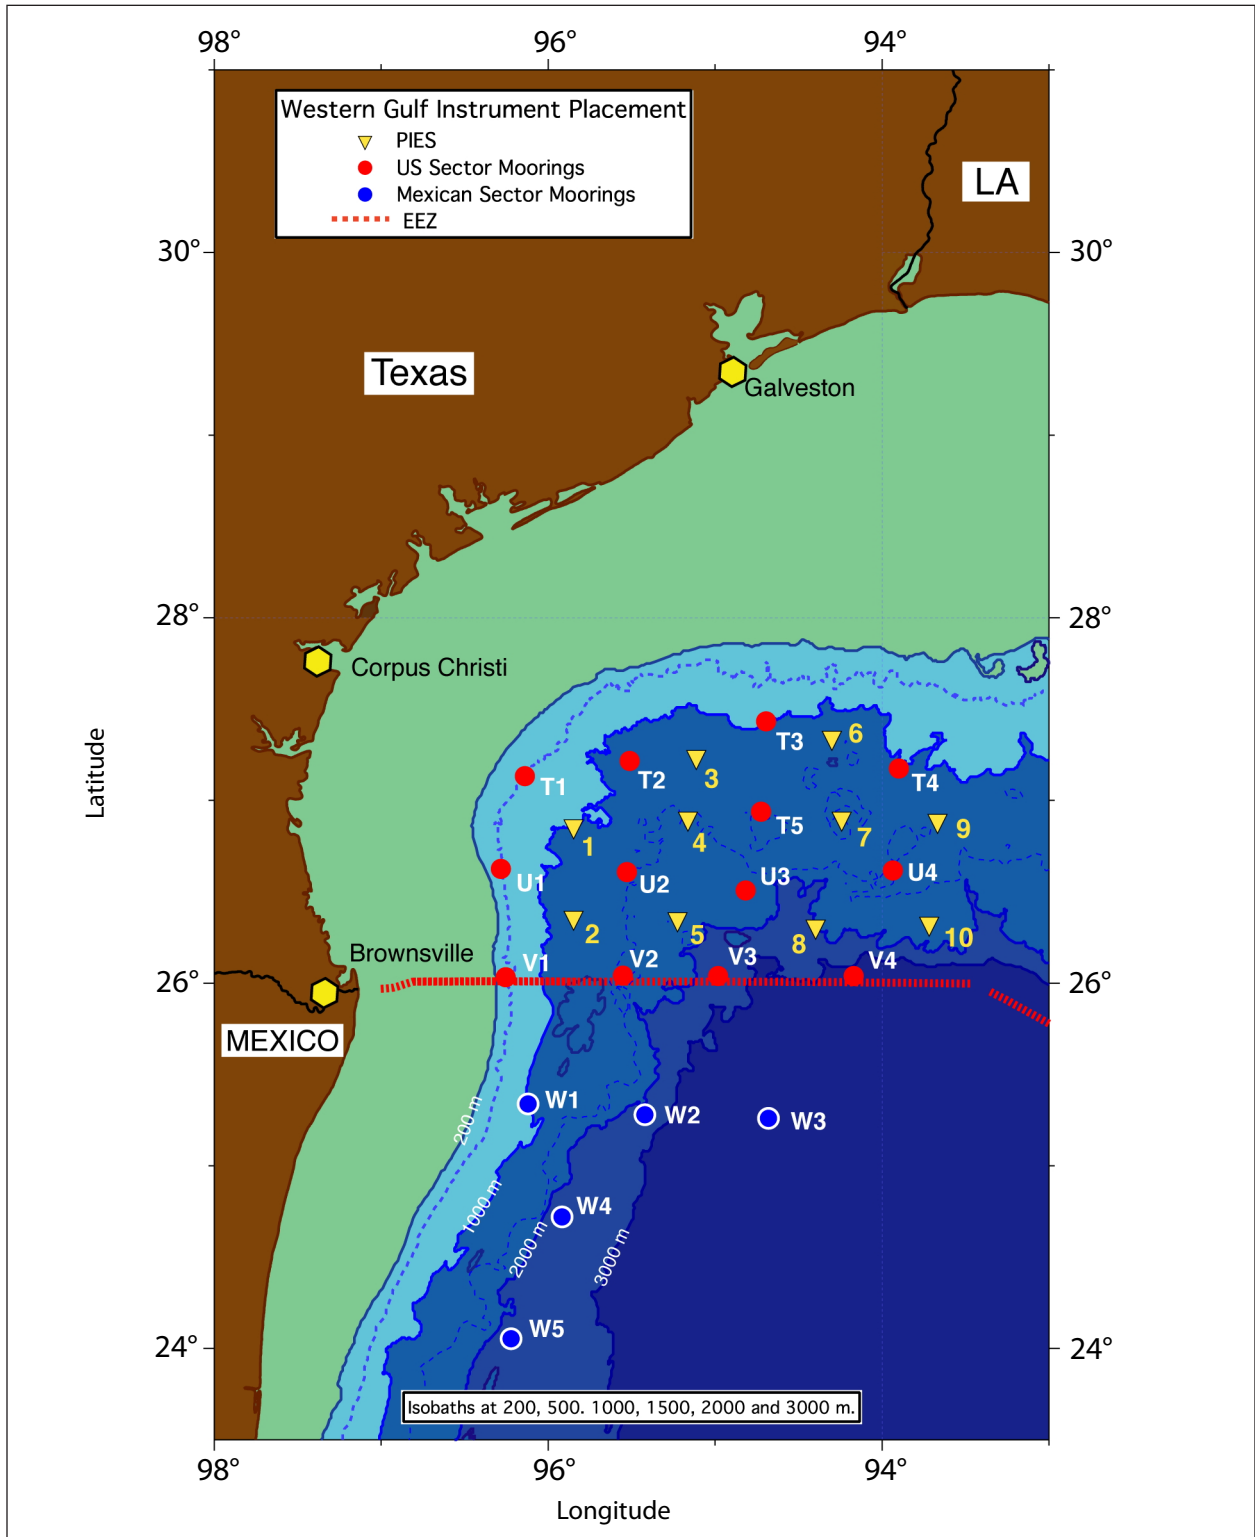 98° 96° 94°
Western Gulf Instrument Placement
PIES
US Sector Moorings
Mexican Sector Moorings
EEZ
LA
30° 30°
Texas
Galveston
28° 28°
Corpus Christi
Latitude
T3 6
T1 T2 3 T4
1 4 T5 7 9
U1 U2 U3 U4
2 5 8 10
Brownsville V1 V2 V3 V4
26° 26°
MEXICO
W1 W2 W3
200 m
1000 m W4
2000 m 3000 m
W5
24° 24°
Isobaths at 200, 500. 1000, 1500, 2000 and 3000 m.
98° 96° 94°
Longitude